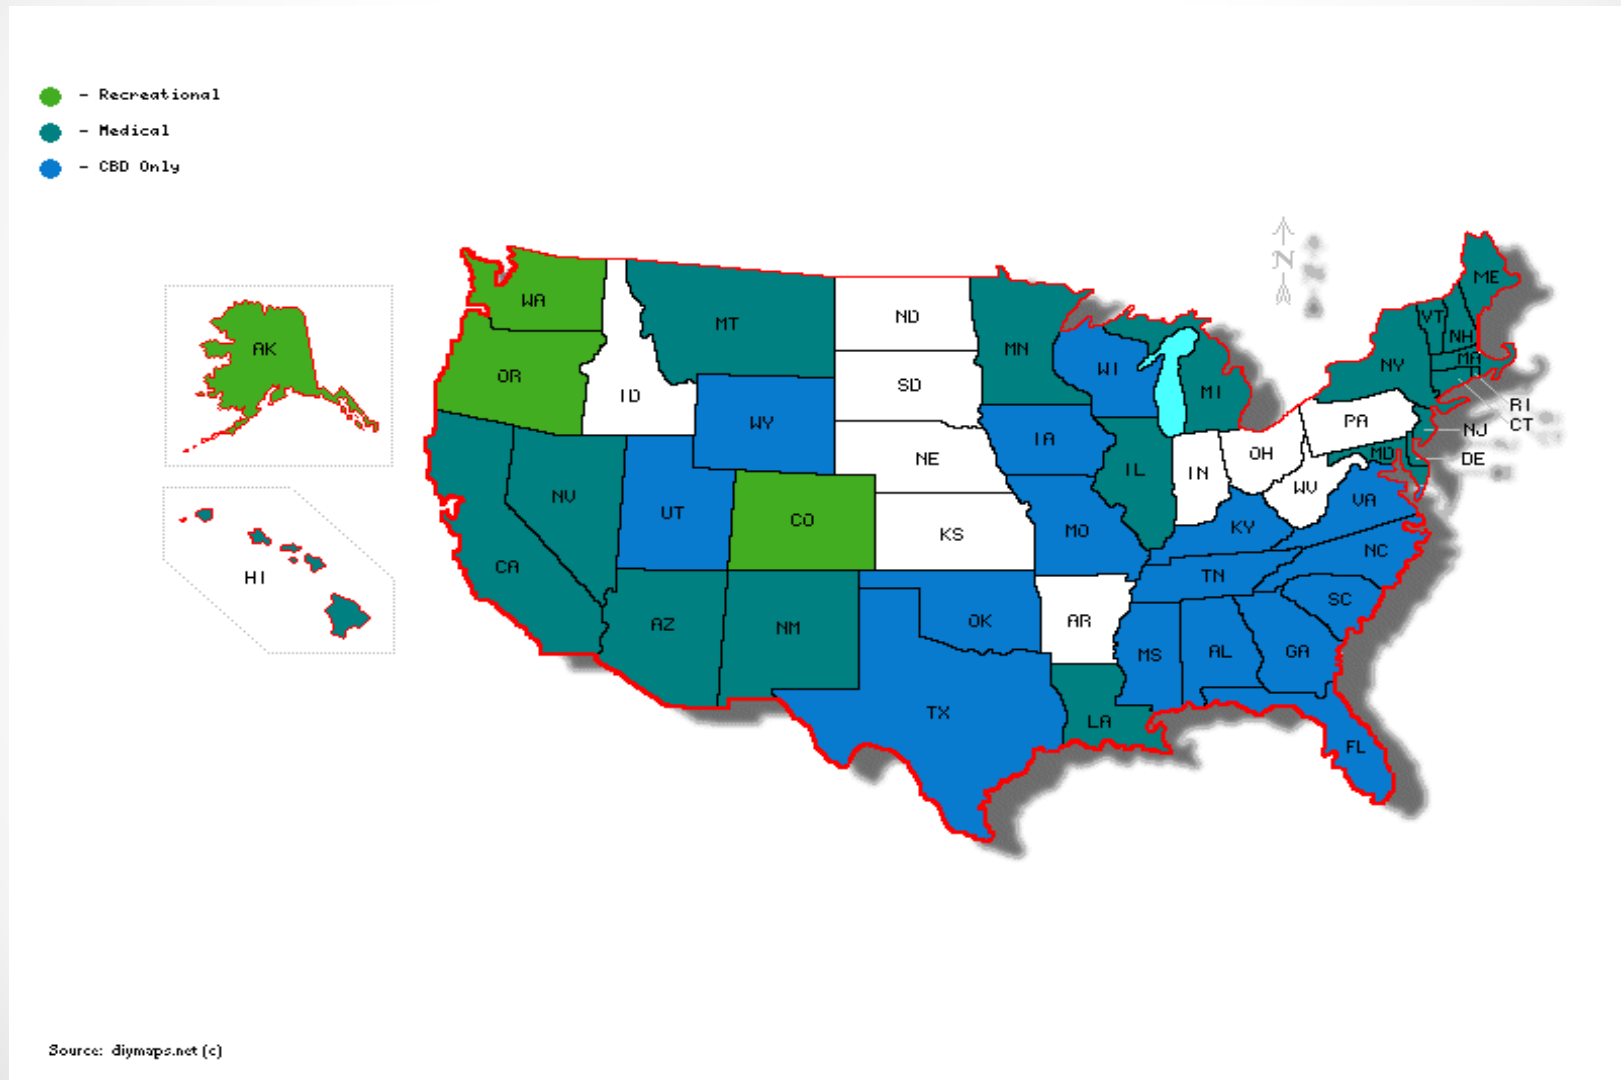 - Recreational
- Medical
- CBD Only
N
WA
MT
ND
MN
ME
VT
NH
MA
NY
WI
MI
AK
OR
ID
SD
RI
CT
WY
PA
NJ
IA
NE
OH
MD
DE
IL
IN
WV
NV
UT
CO
KS
MO
KY
VA
CA
HI
TN
NC
AZ
NM
OK
AR
SC
MS
AL
GA
TX
LA
FL
Source: diymaps.net (c)